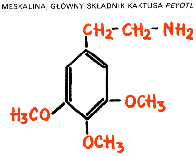 MESKALINA, GŁÓWNY SKŁADNIK KAKTUSA PEYOTL
CH₂-CH₂-NH₂
H₃CO
OCH₃
OCH₃